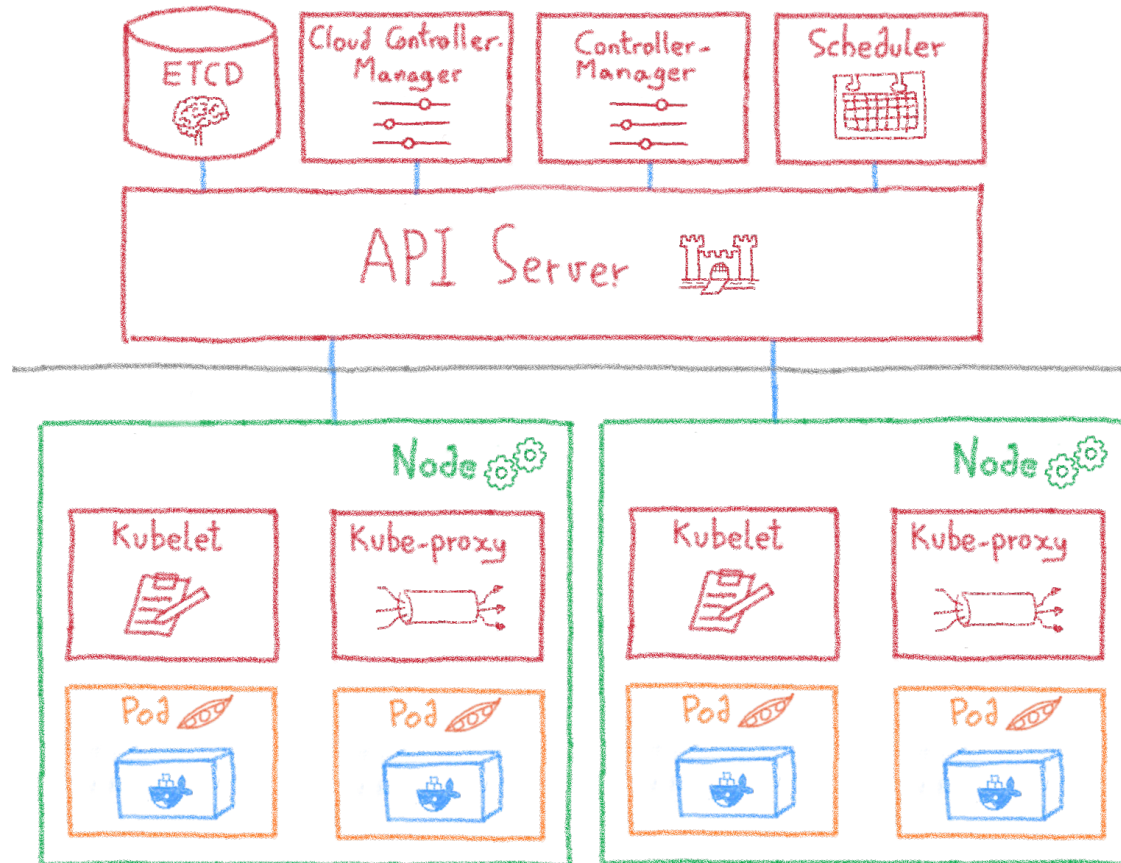 ETCD
Cloud Controller-
Manager
Controller-
Manager
Scheduler
API Server
Node
Kubelet
Kube-proxy
Pod
Pod
Node
Kubelet
Kube-proxy
Pod
Pod